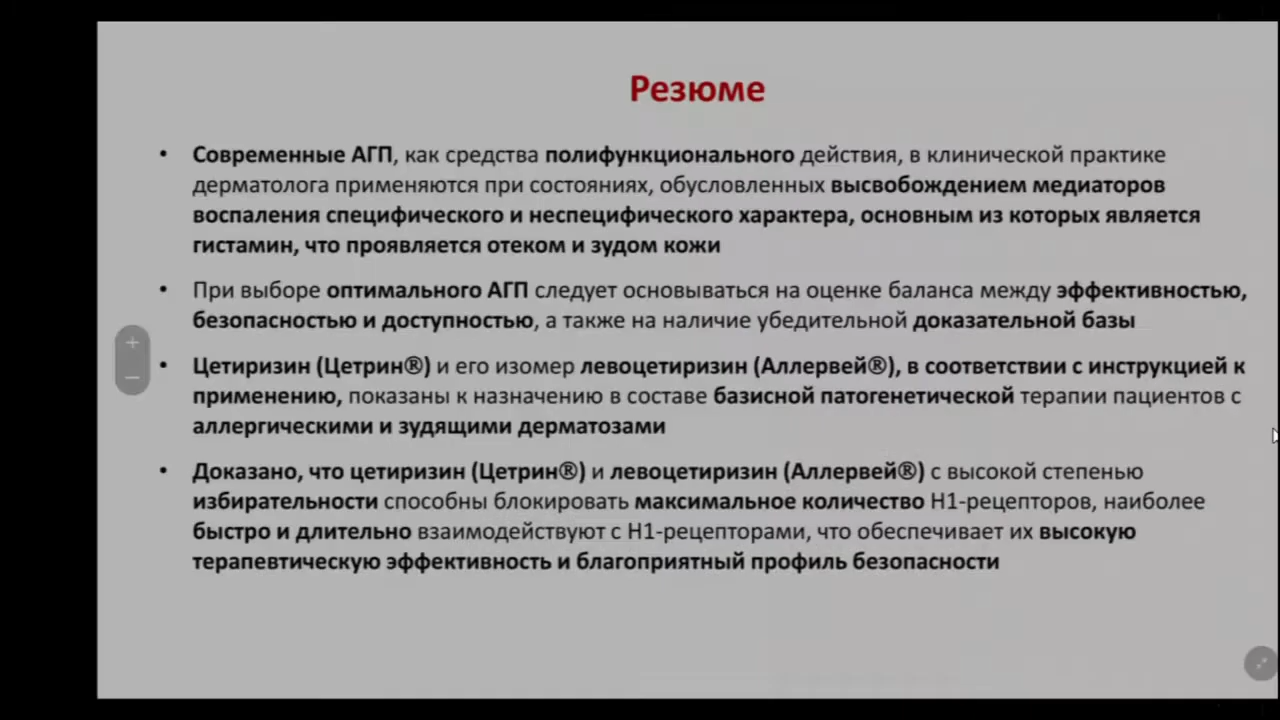 Резюме
• Современные АГП, как средства полифункционального действия, в клинической практике
дерматолога применяются при состояниях, обусловленных высвобождением медиаторов
воспаления специфического и неспецифического характера, основным из которых является
гистамин, что проявляется отеком и зудом кожи
• При выборе оптимального АГП следует основываться на оценке баланса между эффективностью,
безопасностью и доступностью, а также на наличие убедительной доказательной базы
• Цетиризин (Цетрин®) и его изомер левоцетиризин (Аллервей®), в соответствии с инструкцией к
применению, показаны к назначению в составе базисной патогенетической терапии пациентов с
аллергическими и зудящими дерматозами
• Доказано, что цетиризин (Цетрин®) и левоцетиризин (Аллервей®) с высокой степенью
избирательности способны блокировать максимальное количество Н1-рецепторов, наиболее
быстро и длительно взаимодействуют с Н1-рецепторами, что обеспечивает их высокую
терапевтическую эффективность и благоприятный профиль безопасности